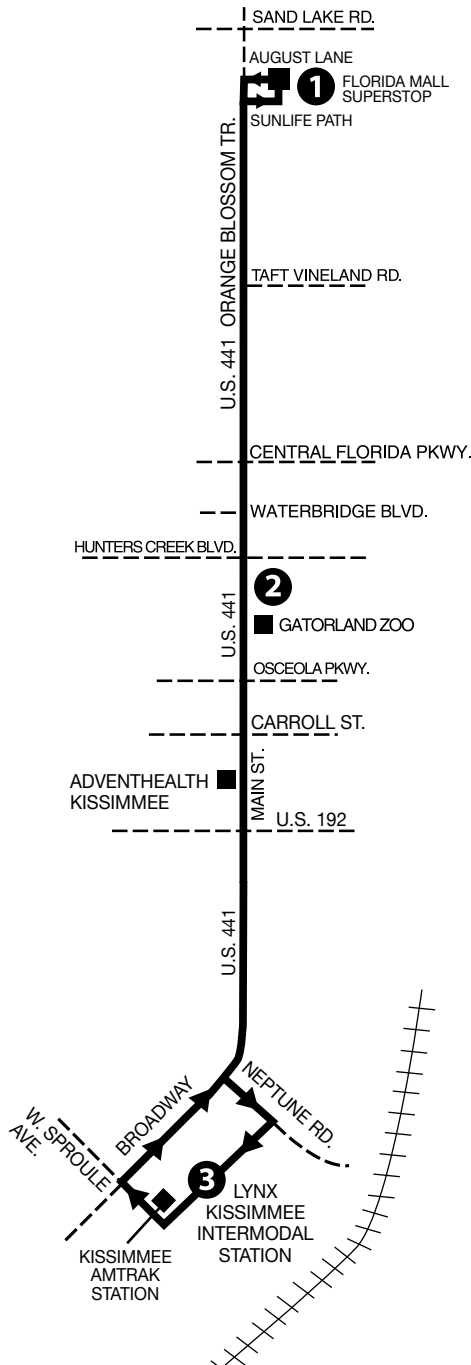 SAND LAKE RD.
AUGUST LANE
1
FLORIDA MALL
SUPERSTOP
SUNLIFE PATH
U.S. 441 ORANGE BLOSSOM TR.
TAFT VINELAND RD.
CENTRAL FLORIDA PKWY.
WATERBRIDGE BLVD.
HUNTERS CREEK BLVD.
2
U.S. 441
GATORLAND ZOO
OSCEOLA PKWY.
CARROLL ST.
MAIN ST.
ADVENTHEALTH
KISSIMMEE
U.S. 192
U.S. 441
BROADWAY
NEPTUNE RD.
W. SPROULE
AVE.
3
LYNX
KISSIMMEE
INTERMODAL
STATION
KISSIMMEE
AMTRAK
STATION